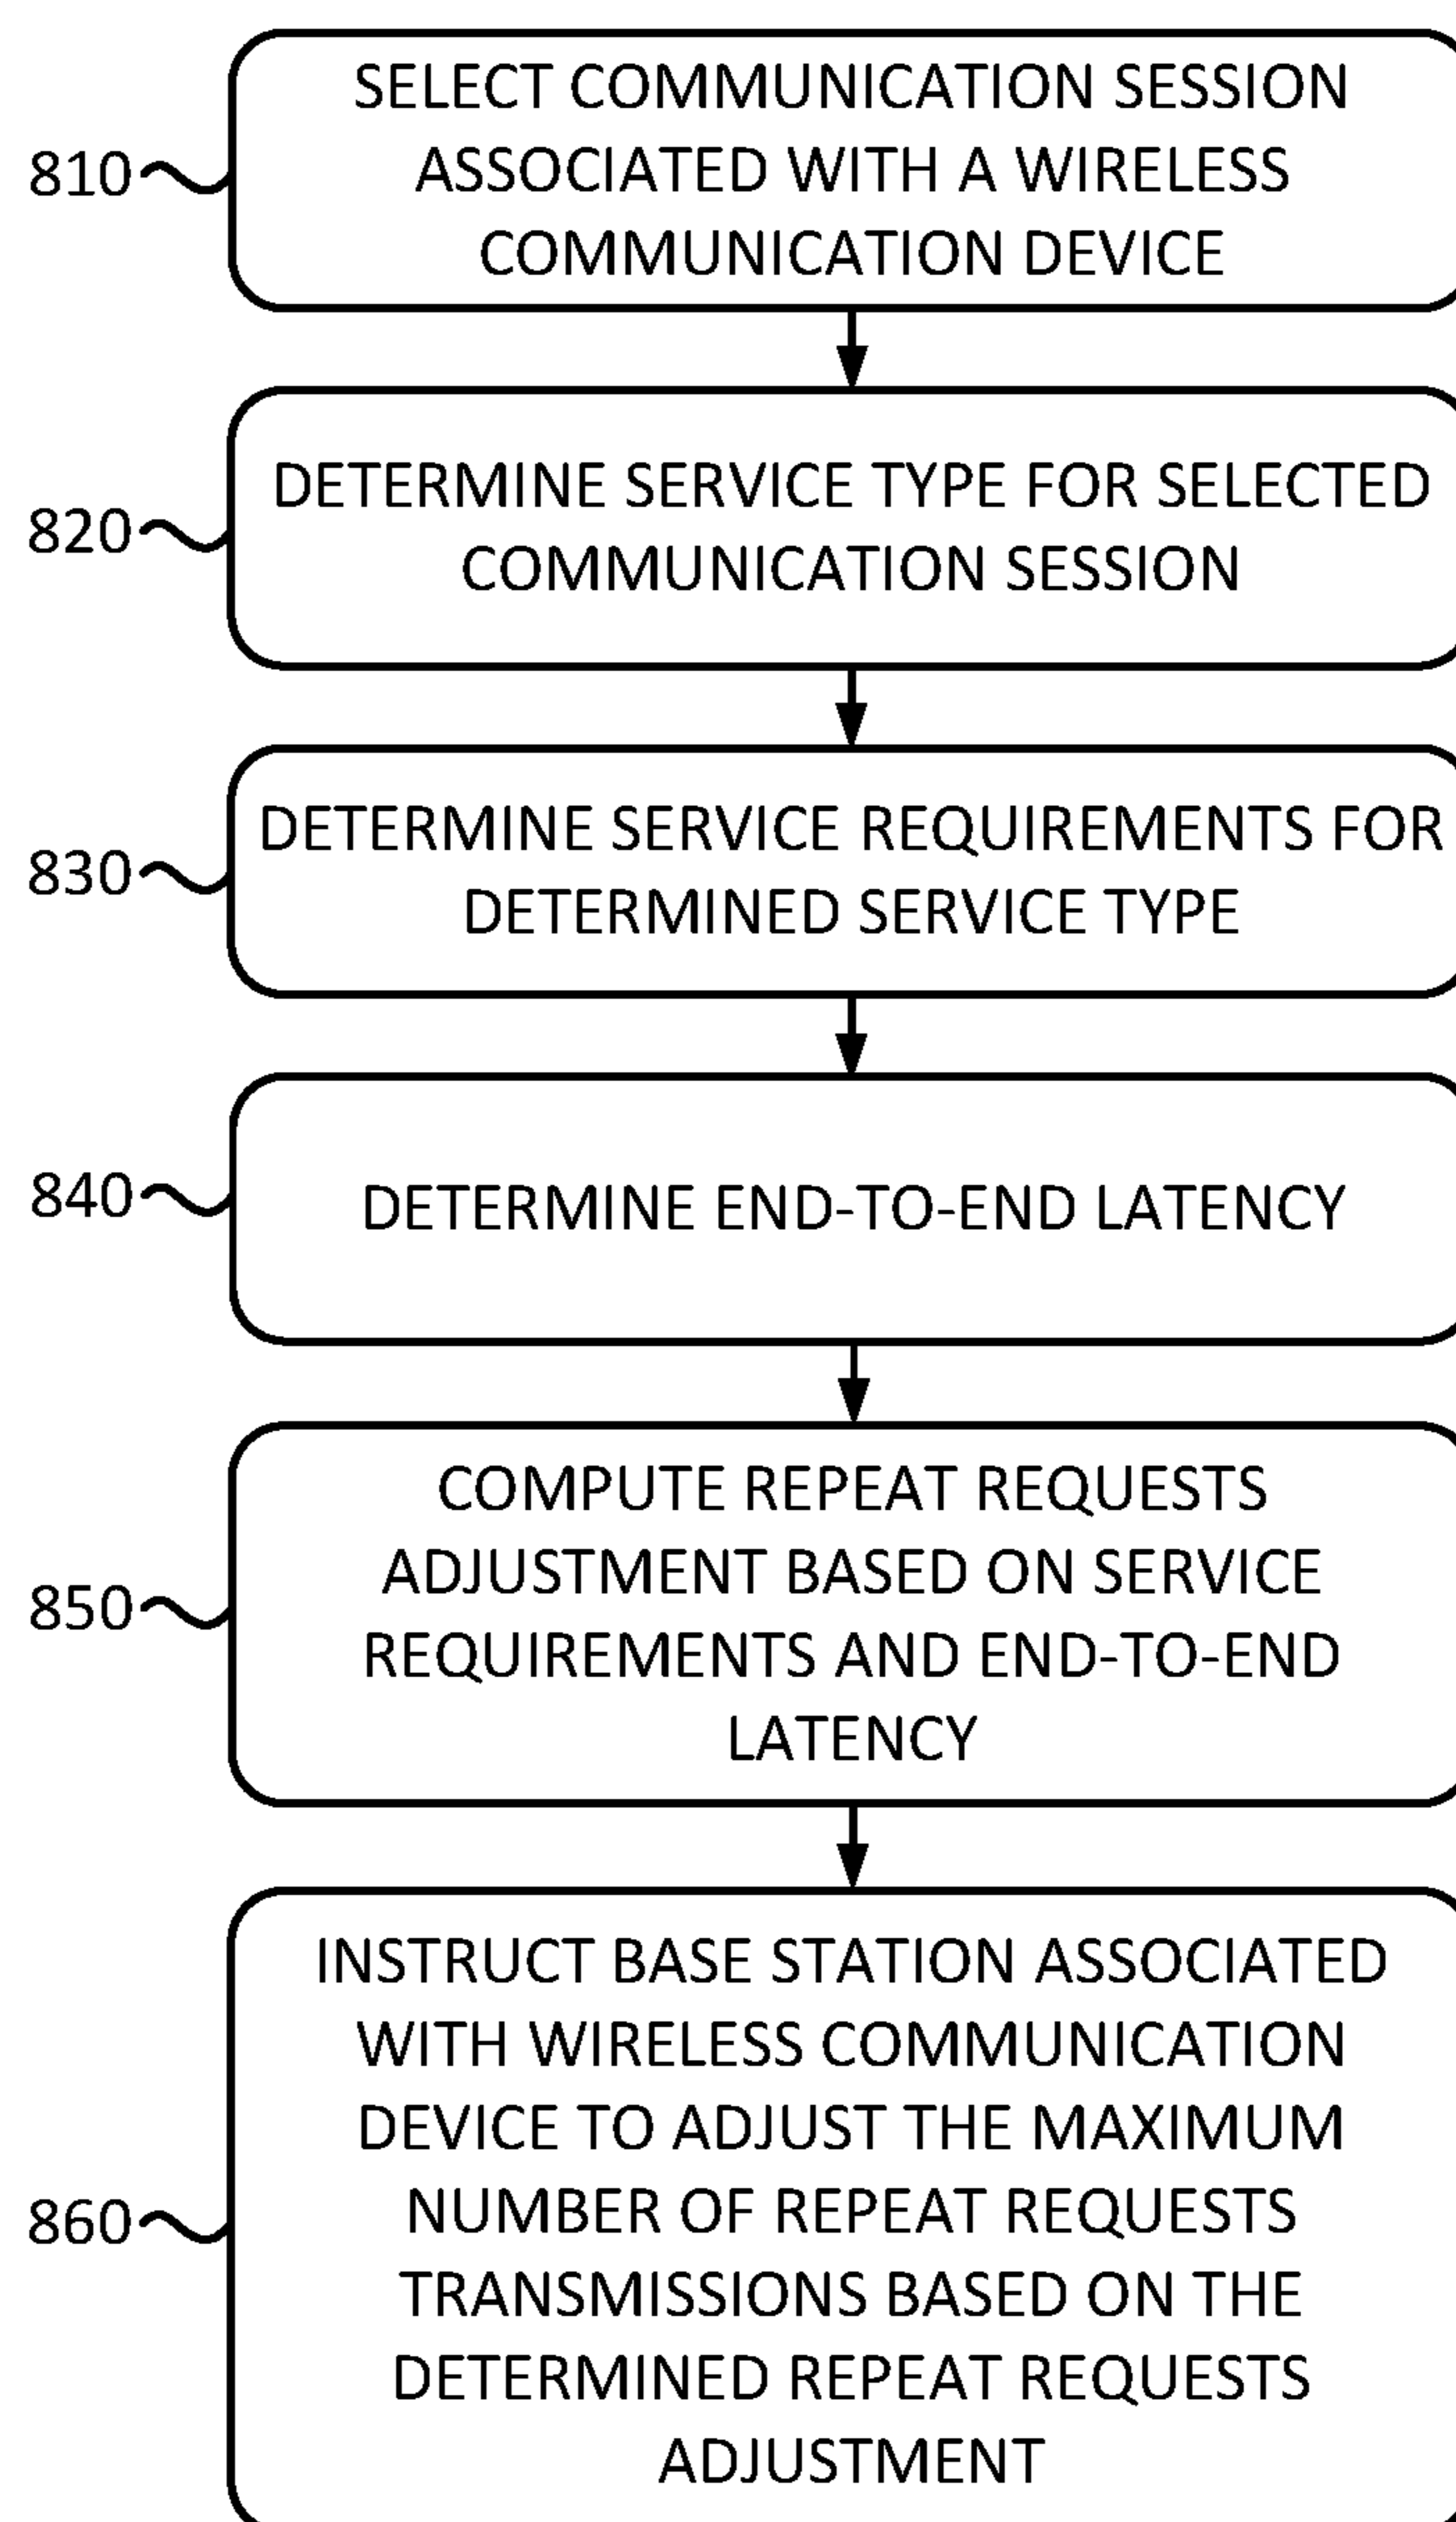 810
SELECT COMMUNICATION SESSION
ASSOCIATED WITH A WIRELESS
COMMUNICATION DEVICE
820
DETERMINE SERVICE TYPE FOR SELECTED
COMMUNICATION SESSION
830
DETERMINE SERVICE REQUIREMENTS FOR
DETERMINED SERVICE TYPE
840
DETERMINE END-TO-END LATENCY
850
COMPUTE REPEAT REQUESTS
ADJUSTMENT BASED ON SERVICE
REQUIREMENTS AND END-TO-END
LATENCY
860
INSTRUCT BASE STATION ASSOCIATED
WITH WIRELESS COMMUNICATION
DEVICE TO ADJUST THE MAXIMUM
NUMBER OF REPEAT REQUESTS
TRANSMISSIONS BASED ON THE
DETERMINED REPEAT REQUESTS
ADJUSTMENT